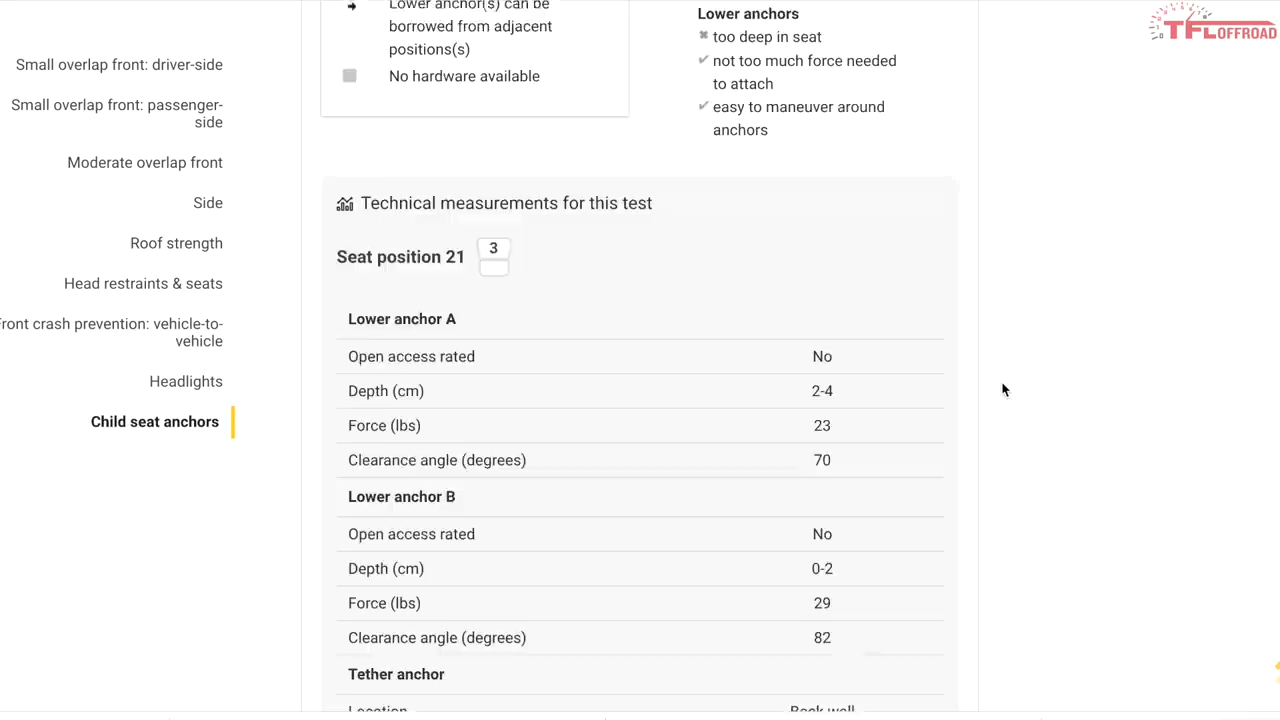 Lower anchor(s) can be
borrowed from adjacent
positions(s)
No hardware available
Lower anchors
too deep in seat
not too much force needed
to attach
easy to maneuver around
anchors
TFLOFFROAD
Small overlap front: driver-side
Small overlap front: passenger-
side
Moderate overlap front
Side
Roof strength
Head restraints & seats
Front crash prevention: vehicle-to-
vehicle
Headlights
Child seat anchors
Technical measurements for this test
Seat position 21 3
Lower anchor A
Open access rated No
Depth (cm) 2-4
Force (lbs) 23
Clearance angle (degrees) 70
Lower anchor B
Open access rated No
Depth (cm) 0-2
Force (lbs) 29
Clearance angle (degrees) 82
Tether anchor
Location Back wall